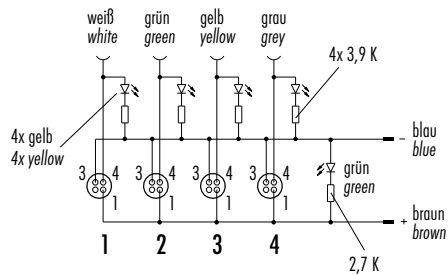 weiß grün gelb grau
white green yellow grey
4x 3,9 K
4x gelb
4x yellow
– blau
blue
grün
green
3 4 3 4 3 4 3 4
1 1 1 1
+ braun
brown
1 2 3 4
2,7 K